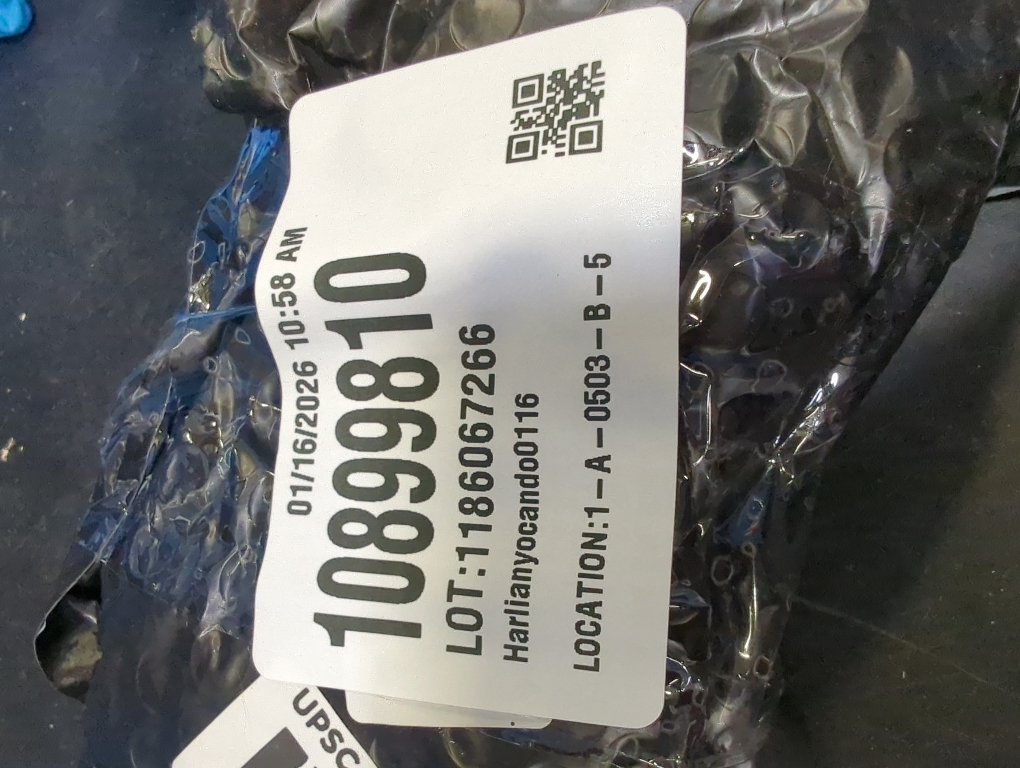 01/16/2026 10:58 AM
10899810
LOT:1186067266
Harlianyocando0116
LOCATION:1-A-0503-B-5
UPSC